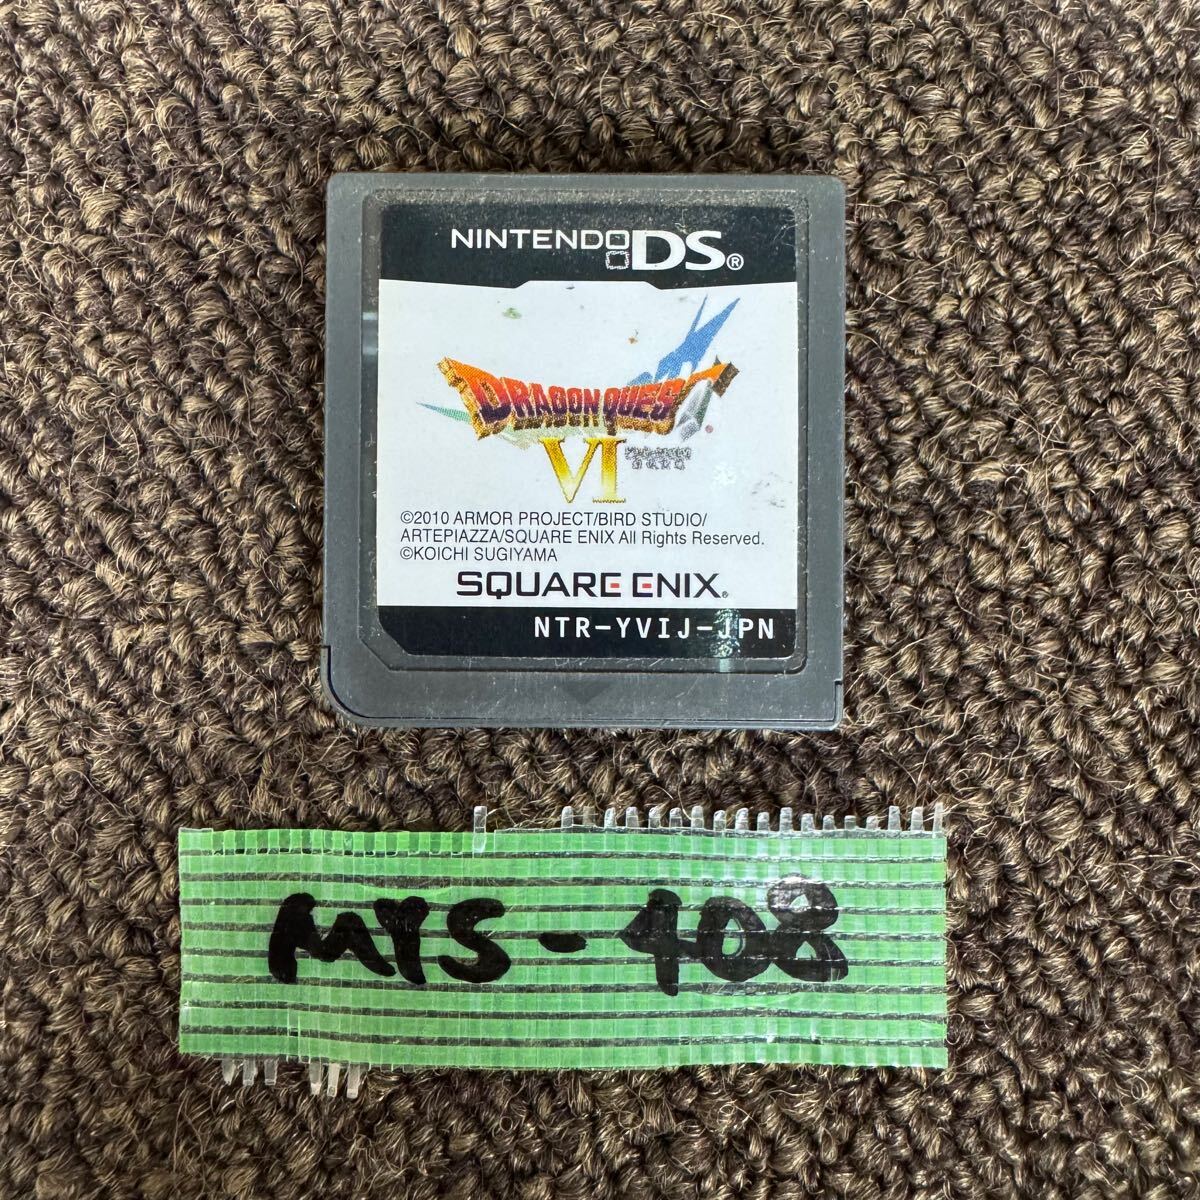 NINTENDO DS®
DRAGON QUEST
VI
©2010 ARMOR PROJECT/BIRD STUDIO/
ARTEPIAZZA/SQUARE ENIX All Rights Reserved.
©KOICHI SUGIYAMA
SQUARE ENIX®
NTR-YVIJ-JPN
MYS-408